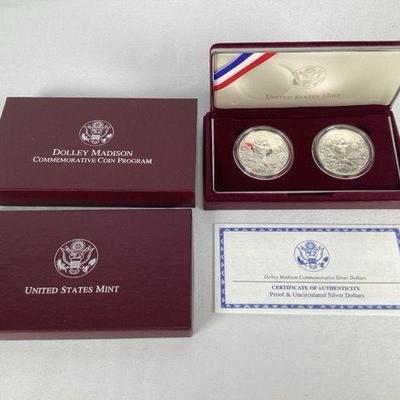 DOLLEY MADISON
COMMEMORATIVE COIN PROGRAM
UNITED STATES MINT
UNITED STATES MINT
Dolley Madison Commemorative Silver Dollars
CERTIFICATE OF AUTHENTICITY
Proof & Uncirculated Silver Dollars